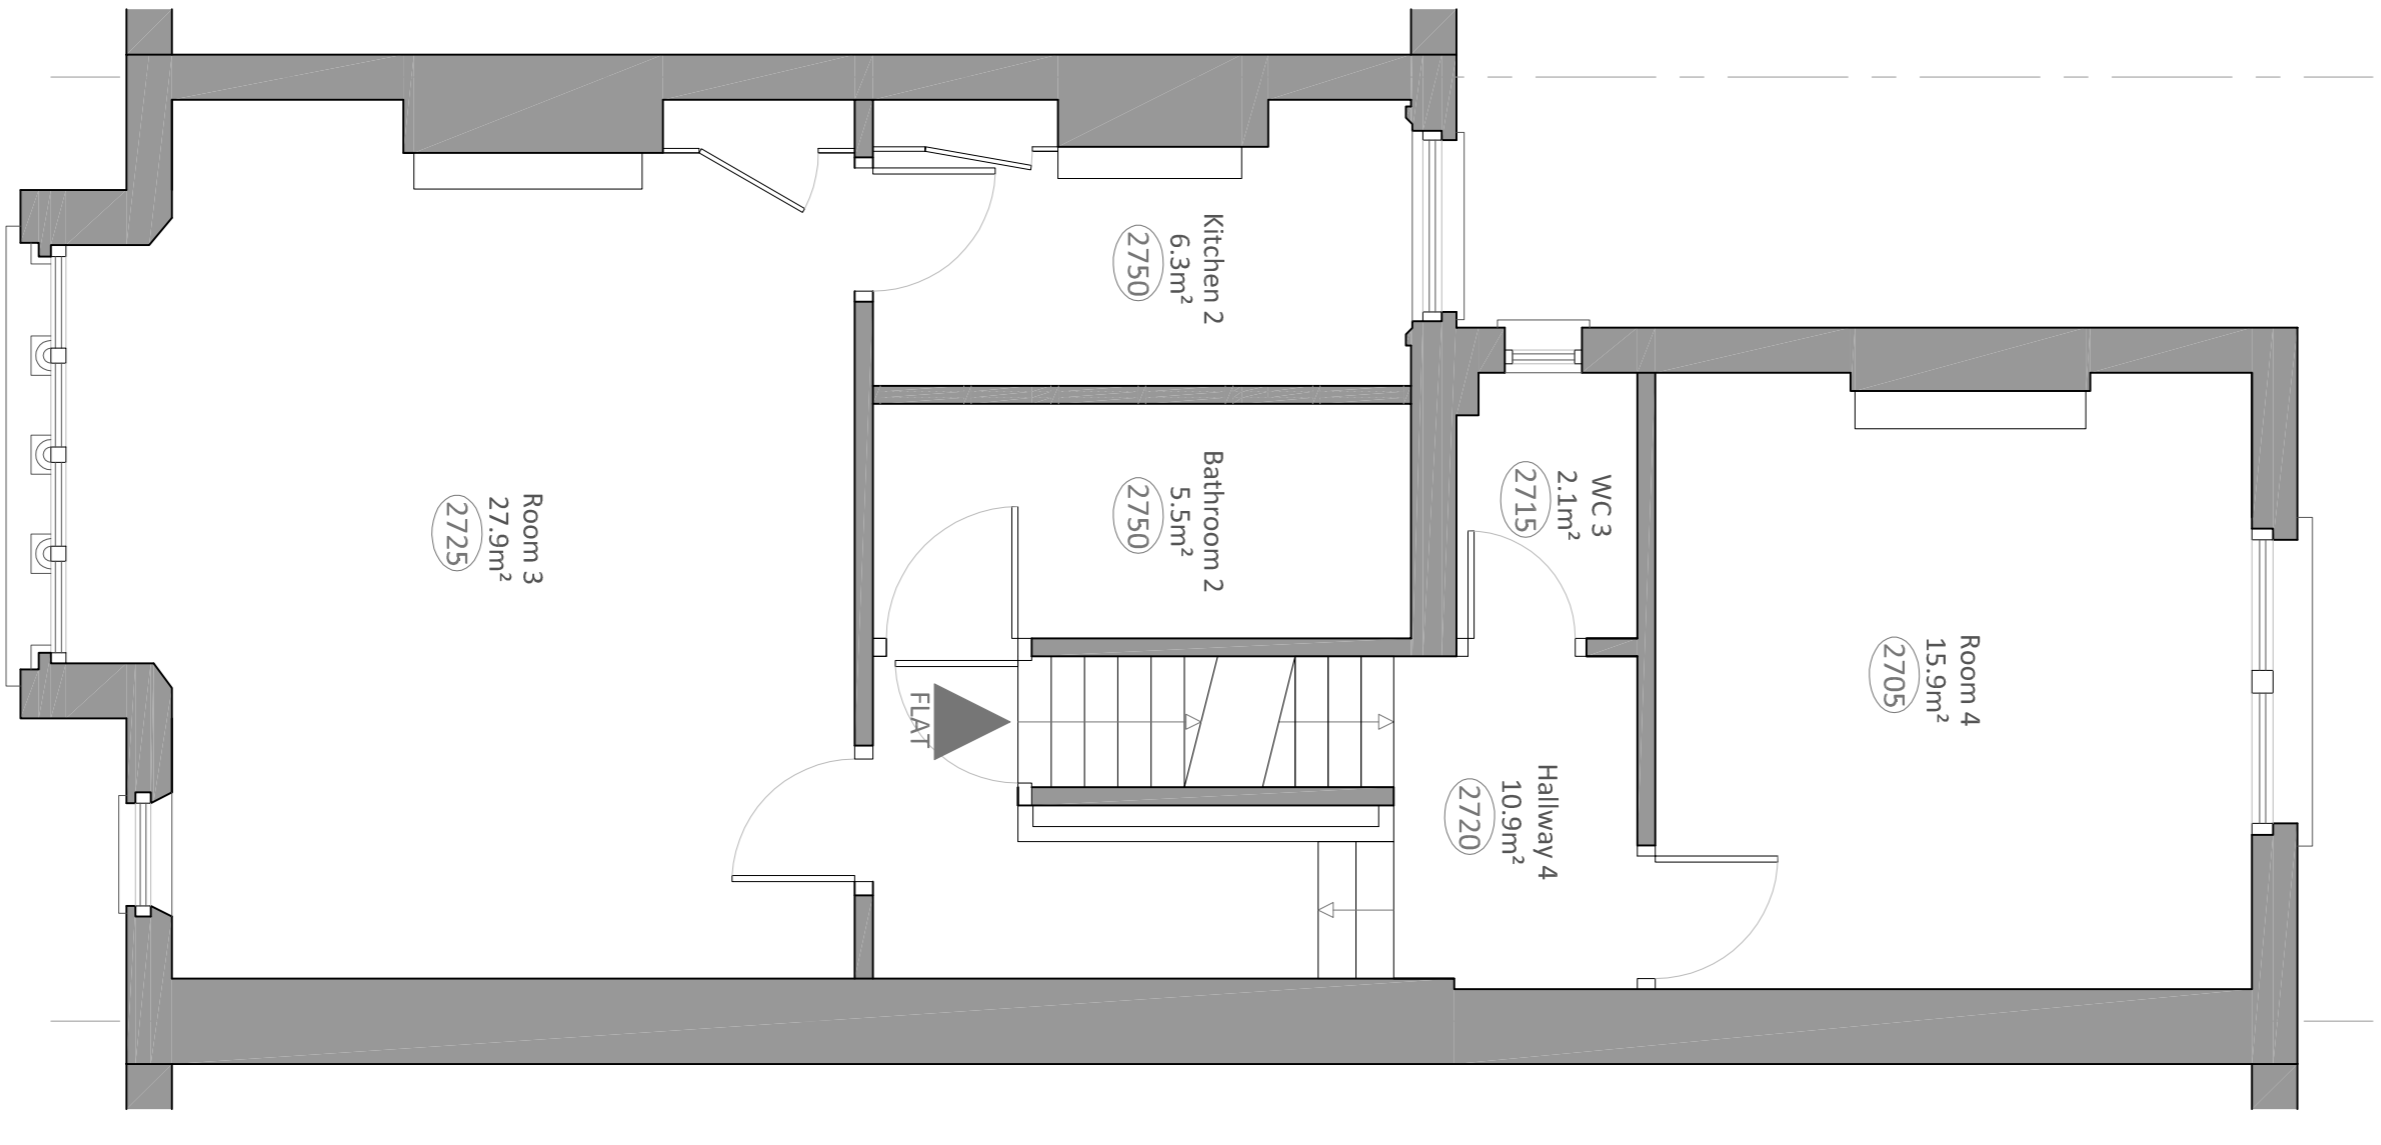 Room 3
27.9m²
2725
Kitchen 2
6.3m²
2750
Bathroom 2
5.5m²
2750
FLAT
WC 3
2.1m²
2715
Hallway 4
10.9m²
2720
Room 4
15.9m²
2705